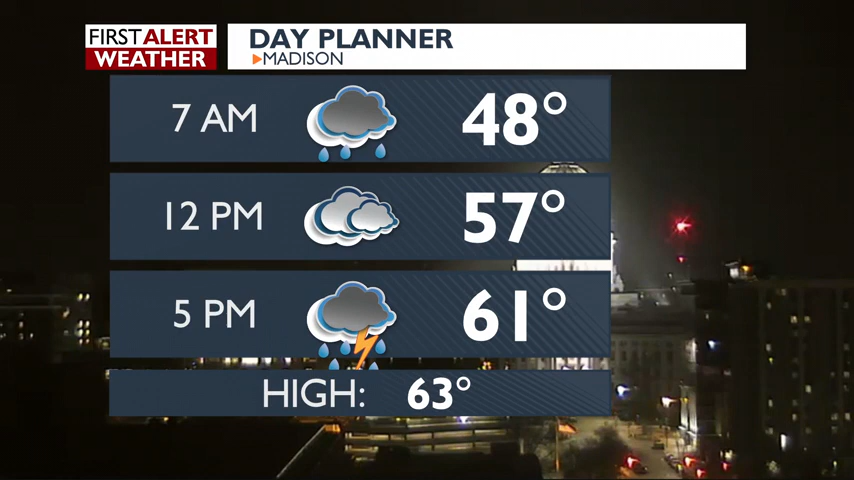 FIRST ALERT
WEATHER
DAY PLANNER
MADISON
7 AM 48°
12 PM 57°
5 PM 61°
HIGH: 63°